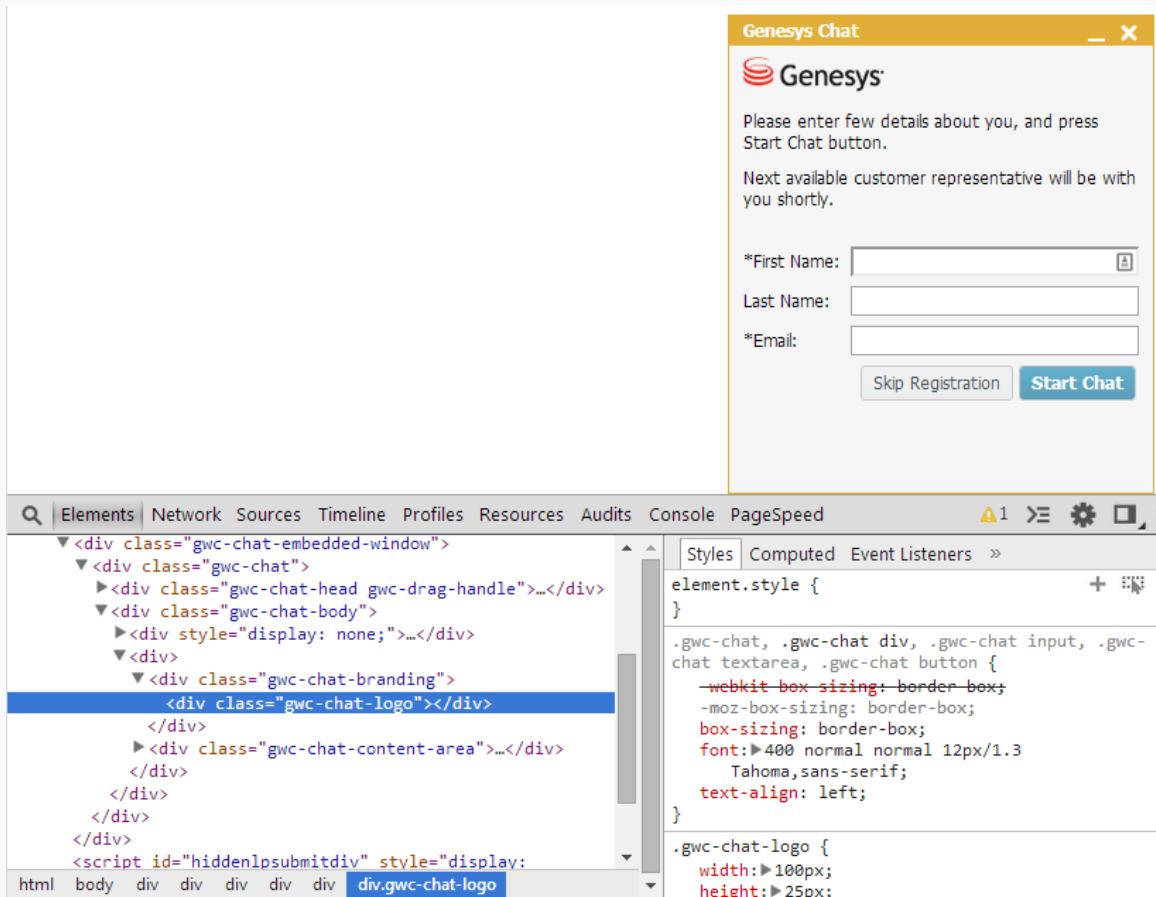 Genesys Chat
Genesys
Please enter few details about you, and press
Start Chat button.
Next available customer representative will be with
you shortly.
*First Name:
Last Name:
*Email:
Skip Registration Start Chat
Elements Network Sources Timeline Profiles Resources Audits Console PageSpeed 1
▼<div class="gwc-chat-embedded-window">
▼<div class="gwc-chat">
▶<div class="gwc-chat-head gwc-drag-handle">…</div>
▼<div class="gwc-chat-body">
▶<div style="display: none;">…</div>
▼<div>
▼<div class="gwc-chat-branding">
<div class="gwc-chat-logo"></div>
</div>
▶<div class="gwc-chat-content-area">…</div>
</div>
</div>
</div>
</div>
<script id="hiddenlpsubmitdiv" style="display:
html body div div div div div div.gwc-chat-logo
Styles Computed Event Listeners »
element.style {
}
.gwc-chat, .gwc-chat div, .gwc-chat input, .gwc-
chat textarea, .gwc-chat button {
-webkit-box-sizing: border-box;
-moz-box-sizing: border-box;
box-sizing: border-box;
font:▶400 normal normal 12px/1.3
Tahoma,sans-serif;
text-align: left;
}
.gwc-chat-logo {
width:▶100px;
height:▶25px;